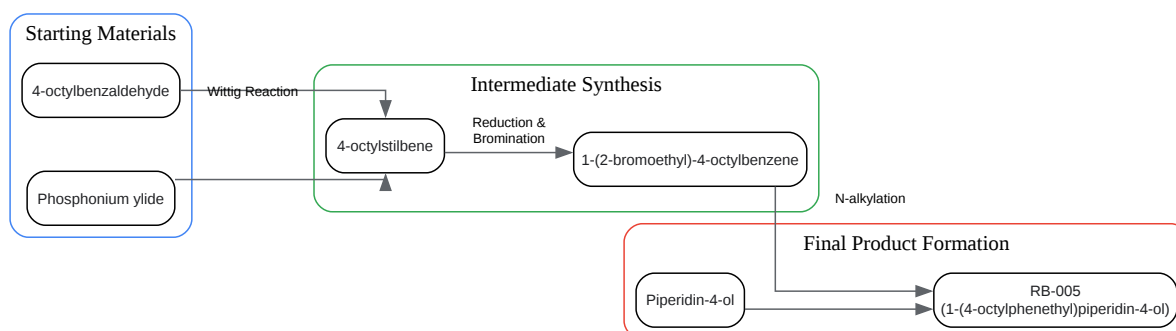 Starting Materials
4-octylbenzaldehyde
Wittig Reaction
Phosphonium ylide
Intermediate Synthesis
4-octylstilbene
Reduction &
Bromination
1-(2-bromoethyl)-4-octylbenzene
N-alkylation
Final Product Formation
Piperidin-4-ol
RB-005
(1-(4-octylphenethyl)piperidin-4-ol)